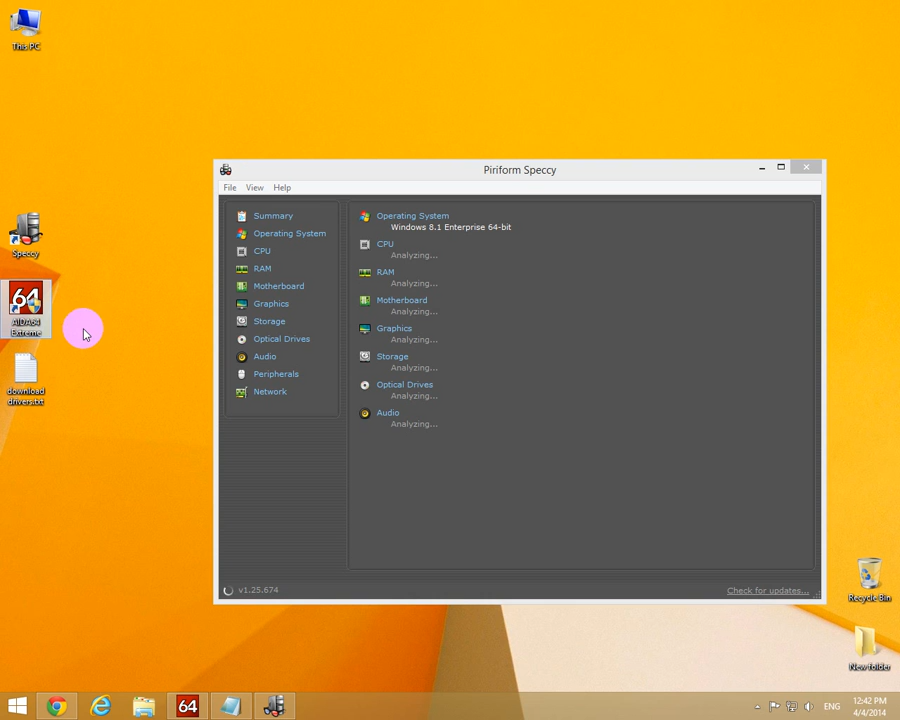 This PC
Speccy
64
AIDA64
Extreme
download
drivers.txt
Piriform Speccy
File View Help
Summary
Operating System
CPU
RAM
Motherboard
Graphics
Storage
Optical Drives
Audio
Peripherals
Network
Operating System
Windows 8.1 Enterprise 64-bit
CPU
Analyzing...
RAM
Analyzing...
Motherboard
Analyzing...
Graphics
Analyzing...
Storage
Analyzing...
Optical Drives
Analyzing...
Audio
Analyzing...
v1.25.674
Check for updates...
Recycle Bin
New folder
64
ENG
12:42 PM
4/4/2014